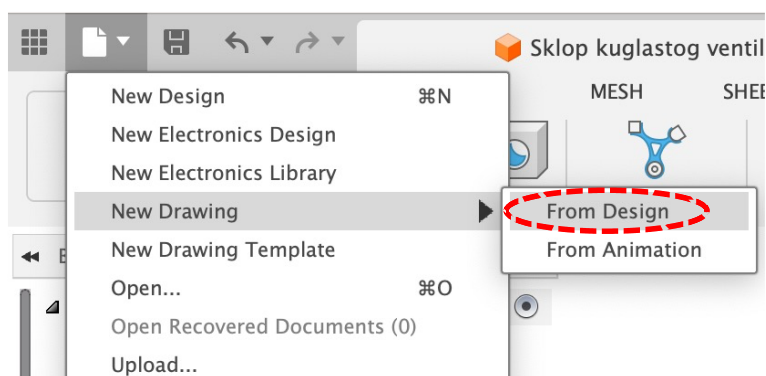 Sklop kuglastog ventil
MESH
New Design ⌘N
New Electronics Design
New Electronics Library
New Drawing
From Design
New Drawing Template
From Animation
Open... ⌘O
Open Recovered Documents (0)
Upload...